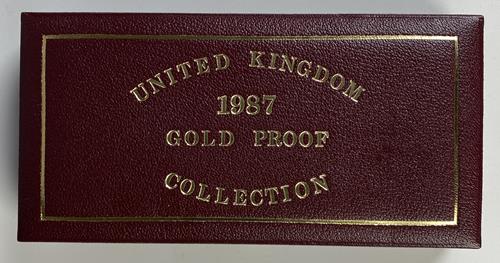 UNITED KINGDOM
1987
GOLD PROOF
COLLECTION